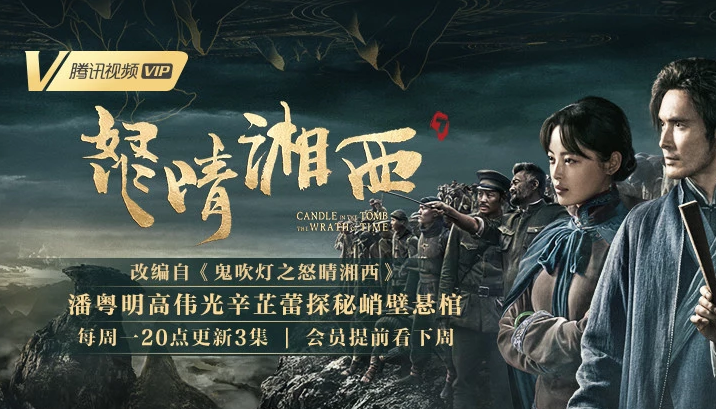 腾讯视频VIP
怒晴湘西
CANDLE IN THE TOMB
THE WRATH OF TIME
改编自《鬼吹灯之怒晴湘西》
潘粤明高伟光辛芷蕾探秘峭壁悬棺
每周一20点更新3集 | 会员提前看下周